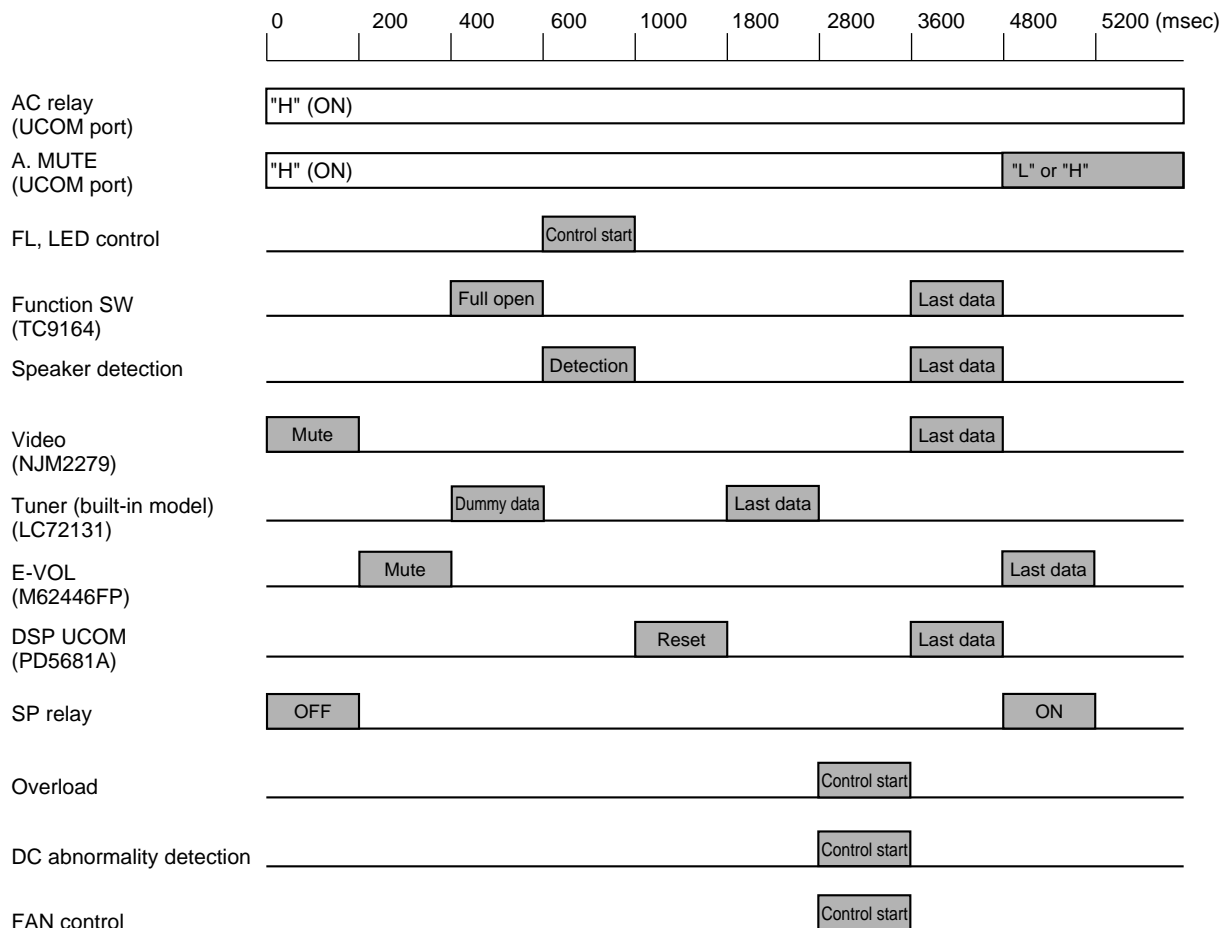 0 200 400 600 1000 1800 2800 3600 4800 5200 (msec)
AC relay
(UCOM port)
"H" (ON)
A. MUTE
(UCOM port)
"H" (ON) "L" or "H"
FL, LED control Control start
Function SW
(TC9164)
Full open Last data
Speaker detection Detection Last data
Video
(NJM2279)
Mute Last data
Tuner (built-in model)
(LC72131)
Dummy data Last data
E-VOL
(M62446FP)
Mute Last data
DSP UCOM
(PD5681A)
Reset Last data
SP relay OFF ON
Overload Control start
DC abnormality detection Control start
FAN control Control start